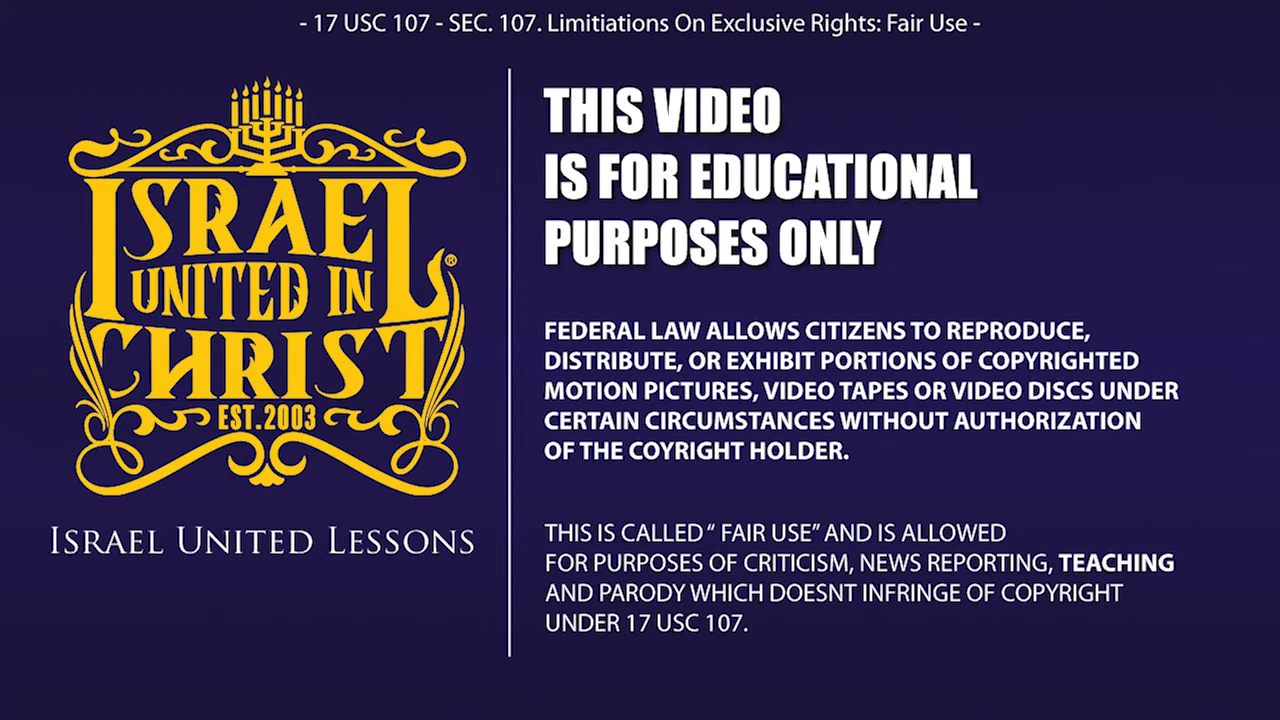 - 17 USC 107 - SEC. 107. Limitiations On Exclusive Rights: Fair Use -
ISRAEL
UNITED IN
CHRIST
®
EST.2003
ISRAEL UNITED LESSONS
THIS VIDEO
IS FOR EDUCATIONAL
PURPOSES ONLY
FEDERAL LAW ALLOWS CITIZENS TO REPRODUCE,
DISTRIBUTE, OR EXHIBIT PORTIONS OF COPYRIGHTED
MOTION PICTURES, VIDEO TAPES OR VIDEO DISCS UNDER
CERTAIN CIRCUMSTANCES WITHOUT AUTHORIZATION
OF THE COYRIGHT HOLDER.
THIS IS CALLED “ FAIR USE” AND IS ALLOWED
FOR PURPOSES OF CRITICISM, NEWS REPORTING, TEACHING
AND PARODY WHICH DOESNT INFRINGE OF COPYRIGHT
UNDER 17 USC 107.